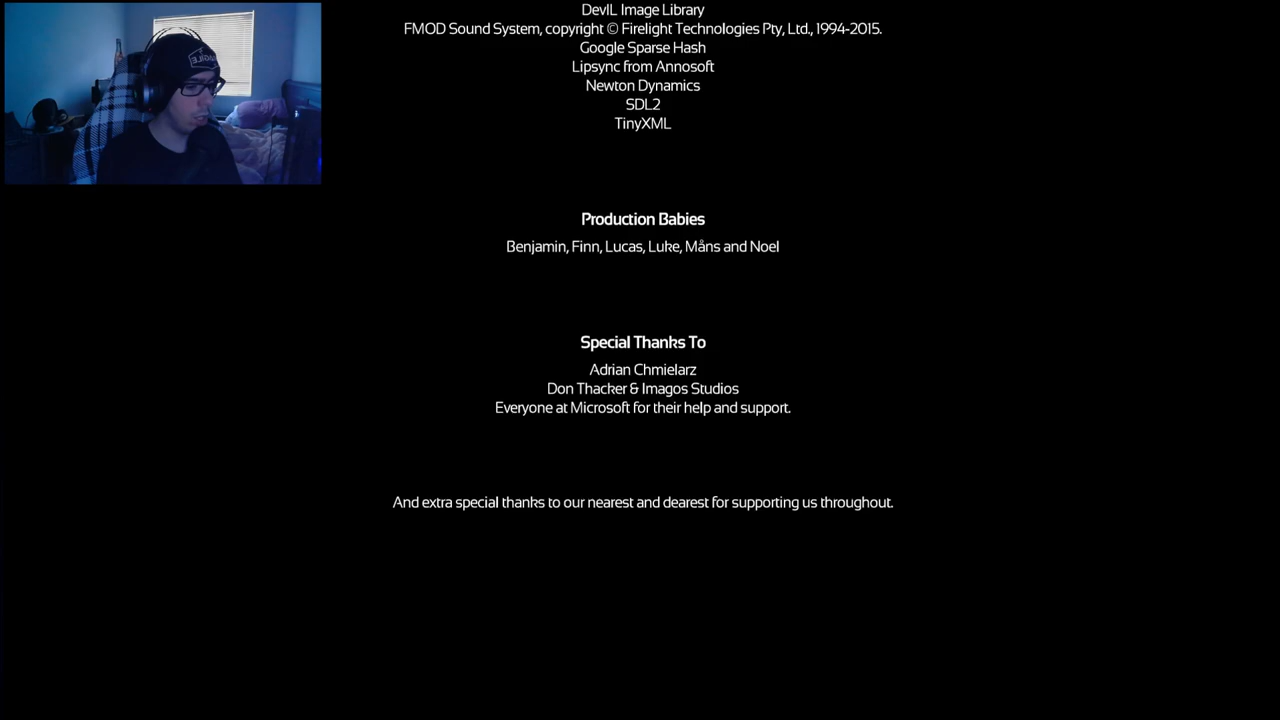 DevIL Image Library
FMOD Sound System, copyright © Firelight Technologies Pty, Ltd., 1994-2015.
Google Sparse Hash
Lipsync from Annosoft
Newton Dynamics
SDL2
TinyXML
Production Babies
Benjamin, Finn, Lucas, Luke, Måns and Noel
Special Thanks To
Adrian Chmielarz
Don Thacker & Imagos Studios
Everyone at Microsoft for their help and support.
And extra special thanks to our nearest and dearest for supporting us throughout.